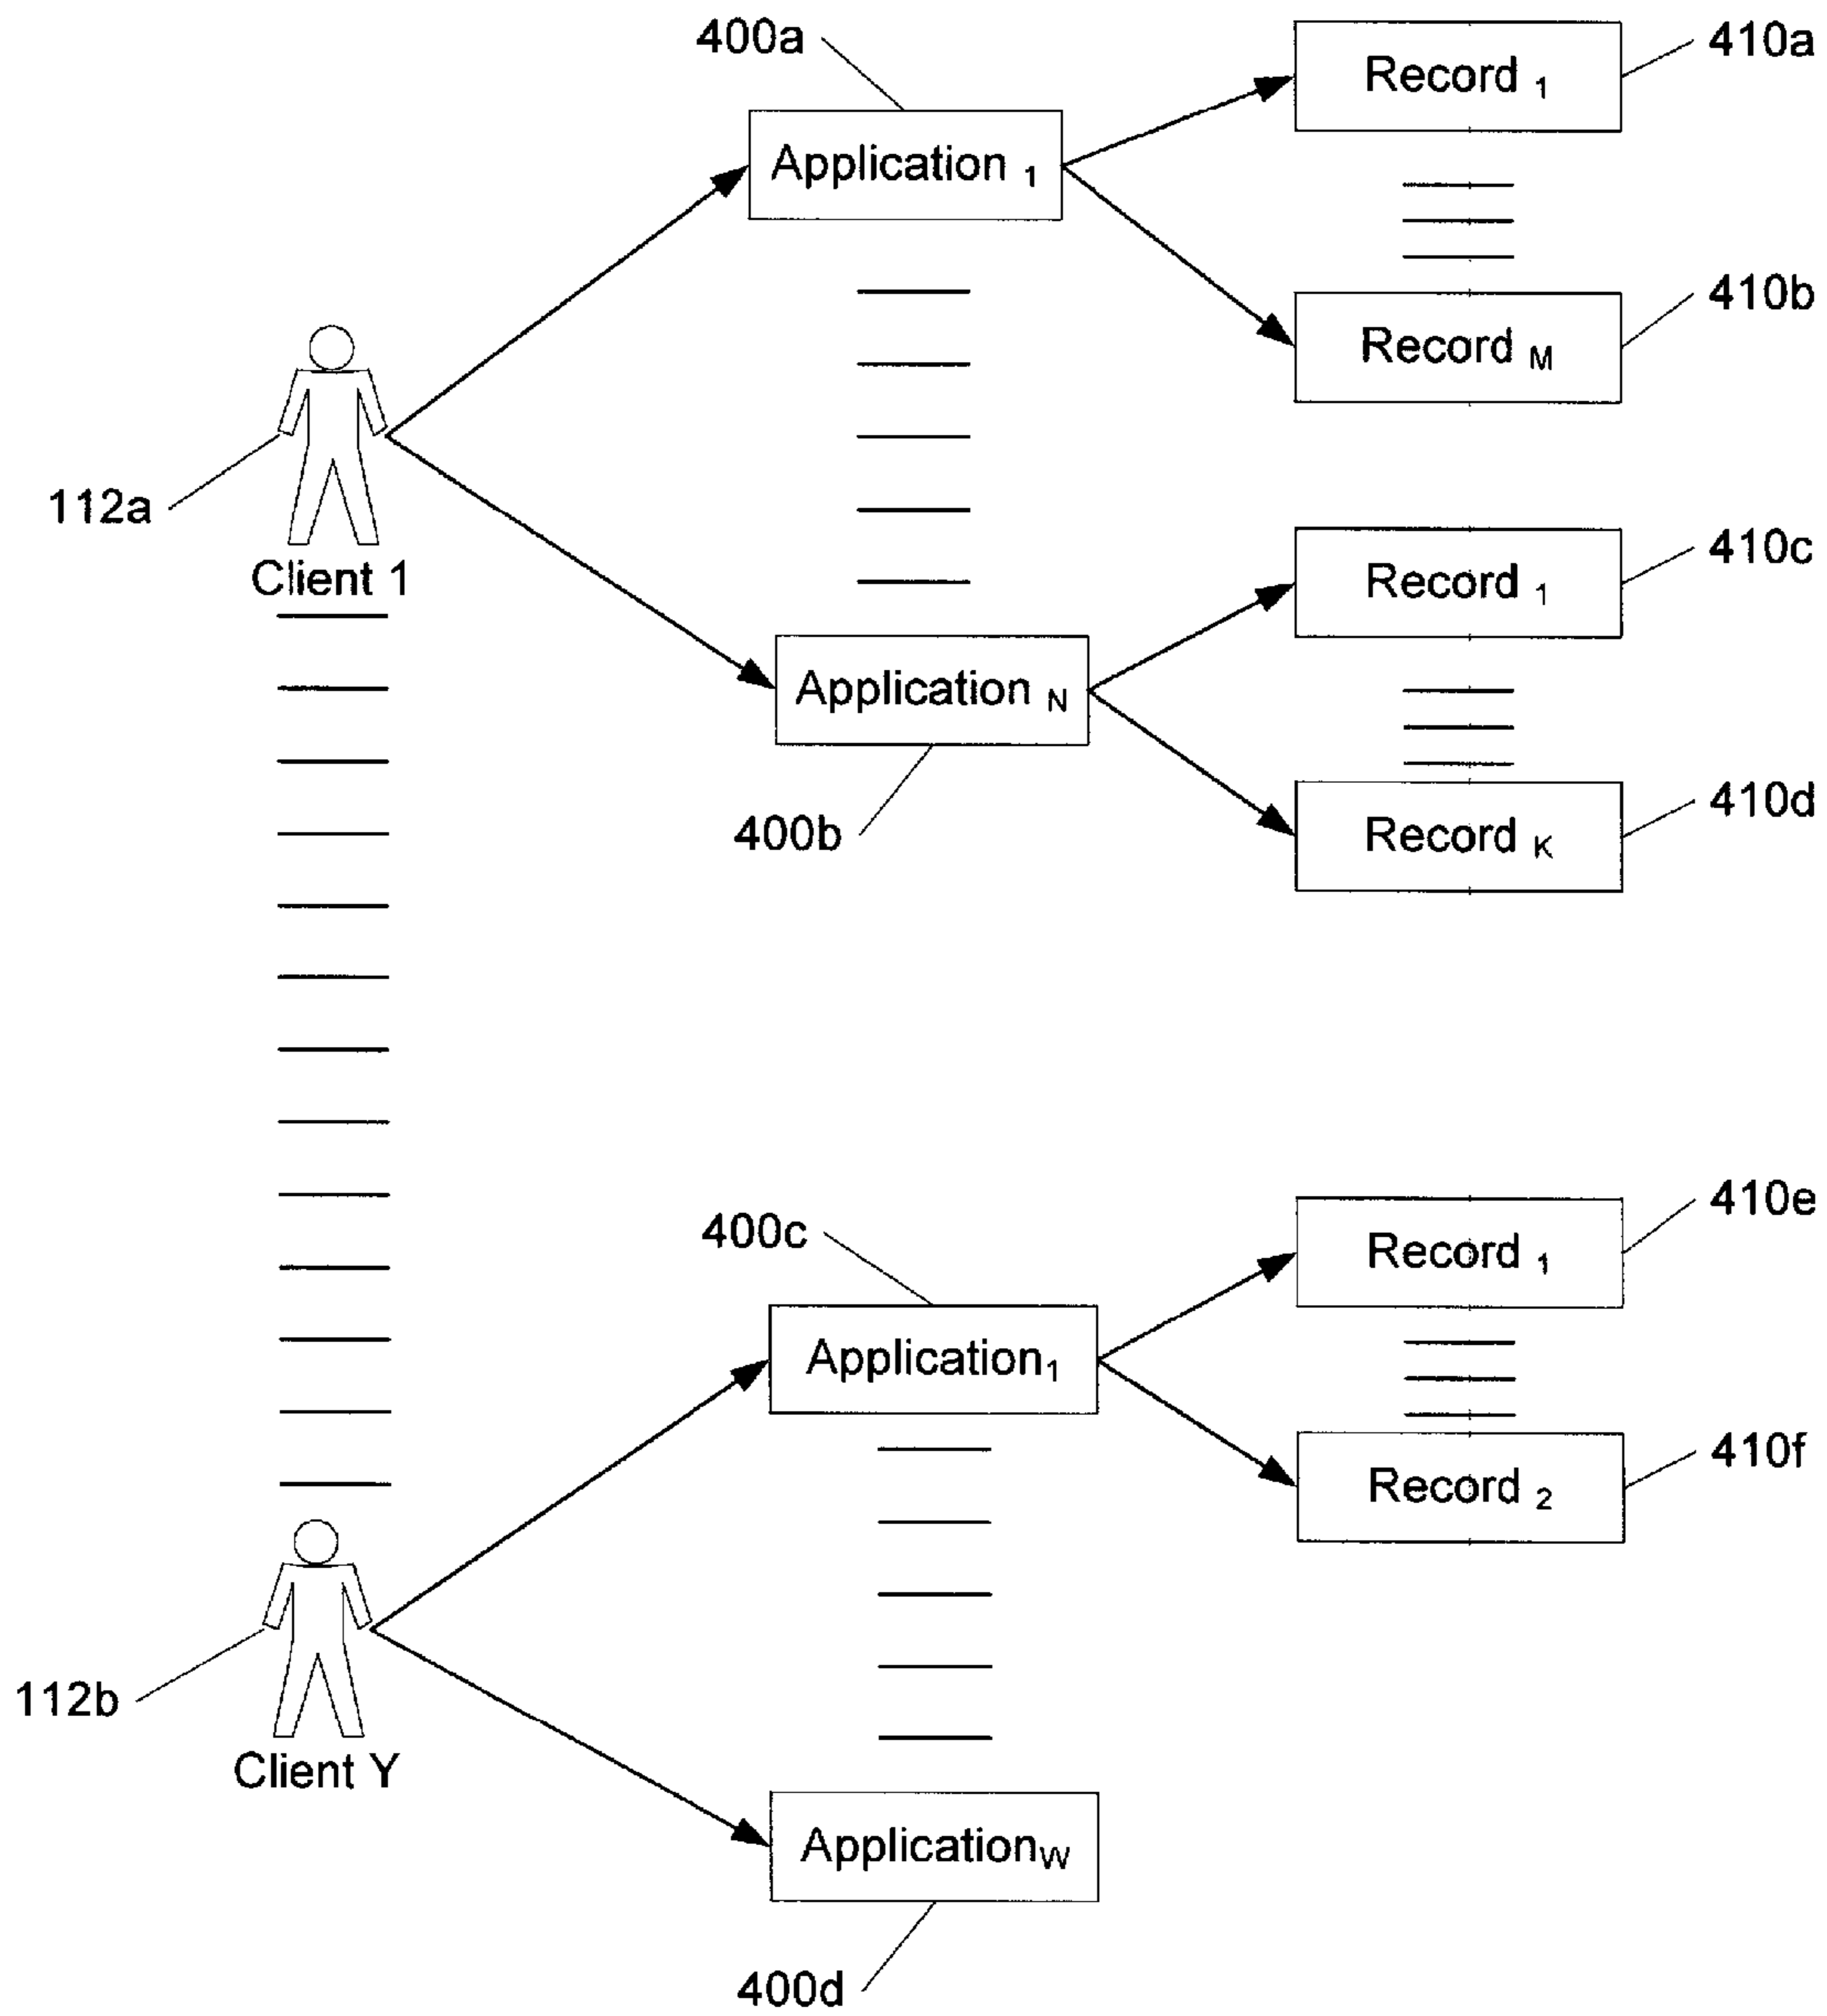 400a
410a
Record 1
Application 1
410b
Record M
112a
Client 1
410c
Record 1
Application N
400b
410d
Record K
410e
400c
Record 1
Application1
410f
Record 2
112b
Client Y
ApplicationW
400d